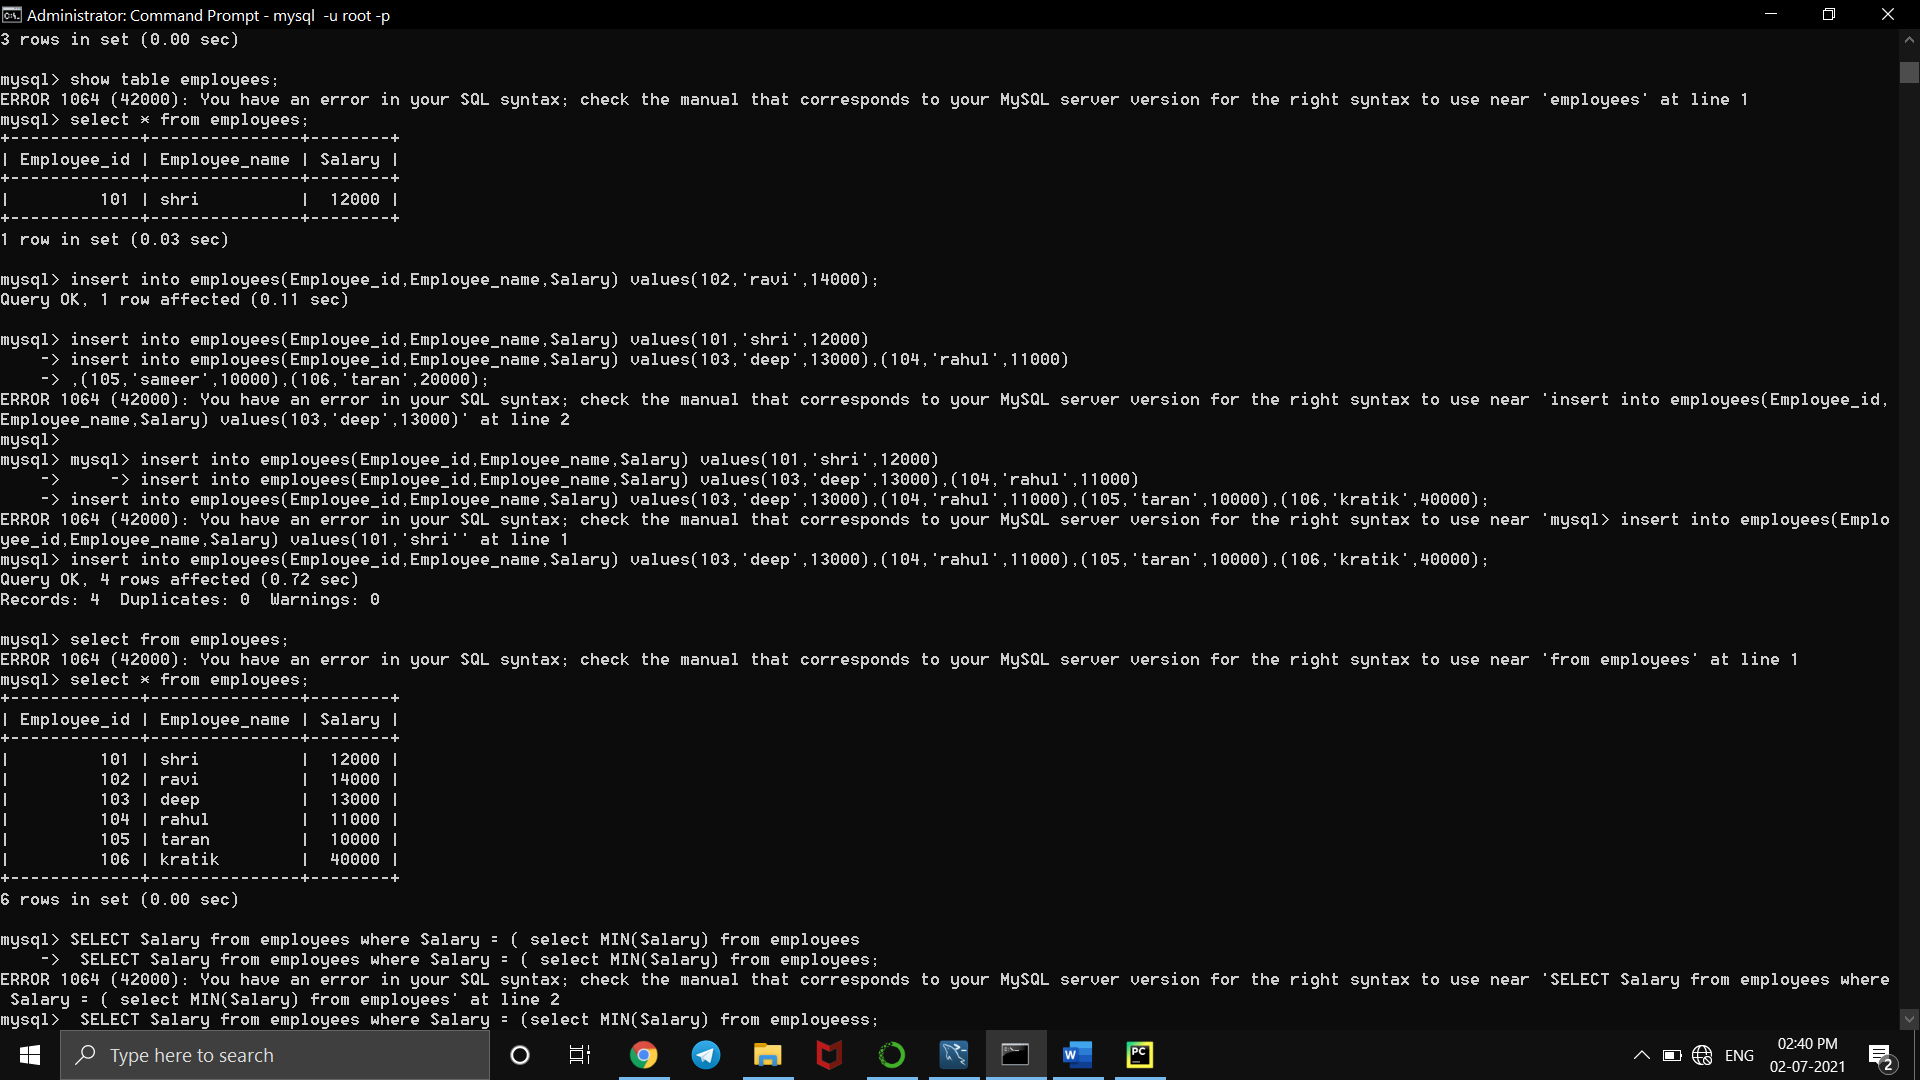 Administrator: Command Prompt - mysql  -u root -p
3 rows in set (0.00 sec)
mysql> show table employees;
ERROR 1064 (42000): You have an error in your SQL syntax; check the manual that corresponds to your MySQL server version for the right syntax to use near 'employees' at line 1
mysql> select * from employees;
+-------------+---------------+--------+
| Employee_id | Employee_name | Salary |
+-------------+---------------+--------+
|         101 | shri          |  12000 |
+-------------+---------------+--------+
1 row in set (0.03 sec)
mysql> insert into employees(Employee_id,Employee_name,Salary) values(102,'ravi',14000);
Query OK, 1 row affected (0.11 sec)
mysql> insert into employees(Employee_id,Employee_name,Salary) values(101,'shri',12000)
    -> insert into employees(Employee_id,Employee_name,Salary) values(103,'deep',13000),(104,'rahul',11000)
    -> ,(105,'sameer',10000),(106,'taran',20000);
ERROR 1064 (42000): You have an error in your SQL syntax; check the manual that corresponds to your MySQL server version for the right syntax to use near 'insert into employees(Employee_id,
Employee_name,Salary) values(103,'deep',13000)' at line 2
mysql>
mysql> mysql> insert into employees(Employee_id,Employee_name,Salary) values(101,'shri',12000)
    ->     -> insert into employees(Employee_id,Employee_name,Salary) values(103,'deep',13000),(104,'rahul',11000)
    -> insert into employees(Employee_id,Employee_name,Salary) values(103,'deep',13000),(104,'rahul',11000),(105,'taran',10000),(106,'kratik',40000);
ERROR 1064 (42000): You have an error in your SQL syntax; check the manual that corresponds to your MySQL server version for the right syntax to use near 'mysql> insert into employees(Emplo
yee_id,Employee_name,Salary) values(101,'shri'' at line 1
mysql> insert into employees(Employee_id,Employee_name,Salary) values(103,'deep',13000),(104,'rahul',11000),(105,'taran',10000),(106,'kratik',40000);
Query OK, 4 rows affected (0.72 sec)
Records: 4  Duplicates: 0  Warnings: 0
mysql> select from employees;
ERROR 1064 (42000): You have an error in your SQL syntax; check the manual that corresponds to your MySQL server version for the right syntax to use near 'from employees' at line 1
mysql> select * from employees;
+-------------+---------------+--------+
| Employee_id | Employee_name | Salary |
+-------------+---------------+--------+
|         101 | shri          |  12000 |
|         102 | ravi          |  14000 |
|         103 | deep          |  13000 |
|         104 | rahul         |  11000 |
|         105 | taran         |  10000 |
|         106 | kratik        |  40000 |
+-------------+---------------+--------+
6 rows in set (0.00 sec)
mysql> SELECT Salary from employees where Salary = ( select MIN(Salary) from employees
    ->  SELECT Salary from employees where Salary = ( select MIN(Salary) from employees;
ERROR 1064 (42000): You have an error in your SQL syntax; check the manual that corresponds to your MySQL server version for the right syntax to use near 'SELECT Salary from employees where
 Salary = ( select MIN(Salary) from employees' at line 2
mysql>  SELECT Salary from employees where Salary = (select MIN(Salary) from employeess;
Type here to search
W
PC
ENG
02:40 PM
02-07-2021
2